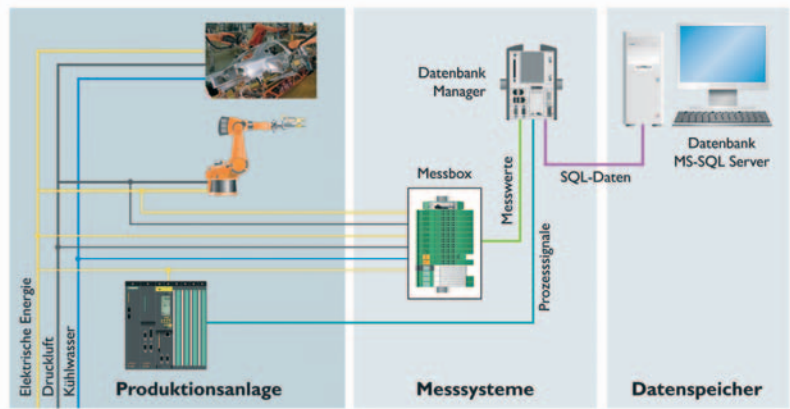 Datenbank
Manager
Datenbank
MS-SQL Server
Messbox
SQL-Daten
Messwerte
Prozesssignale
Elektrische Energie
Druckluft
Kühlwasser
Produktionsanlage
Messsysteme
Datenspeicher